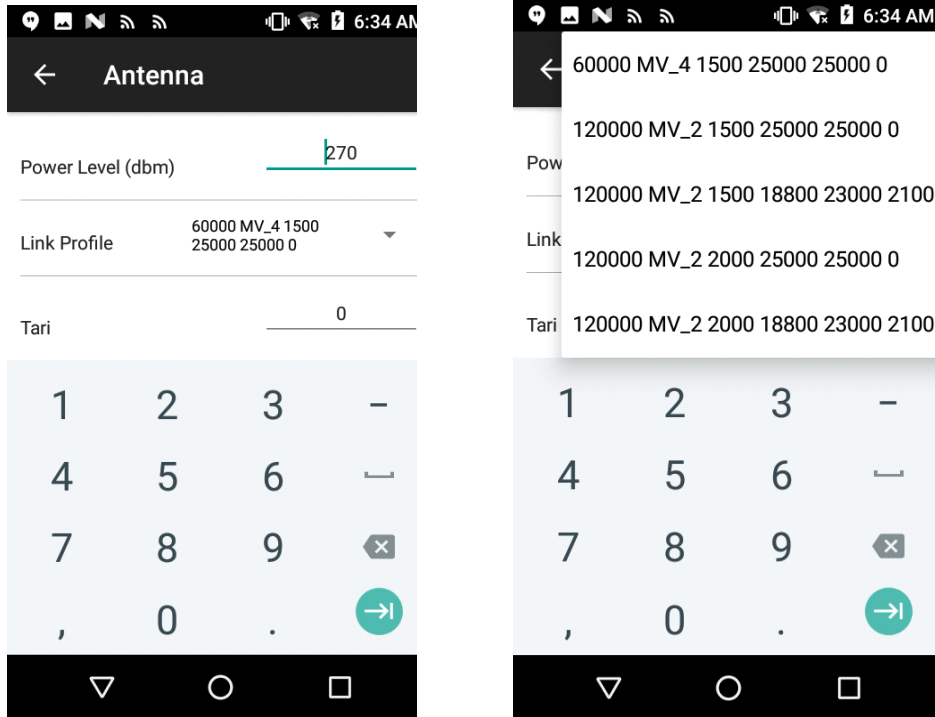 6:34 AM
Antenna
Power Level (dbm)
270
Link Profile
60000 MV_4 1500
25000 25000 0
Tari
0
1 2 3 -
4 5 6
7 8 9
, 0 .
6:34 AM
60000 MV_4 1500 25000 25000 0
120000 MV_2 1500 25000 25000 0
Pow
120000 MV_2 1500 18800 23000 2100
Link
120000 MV_2 2000 25000 25000 0
Tari
120000 MV_2 2000 18800 23000 2100
1 2 3 -
4 5 6
7 8 9
, 0 .